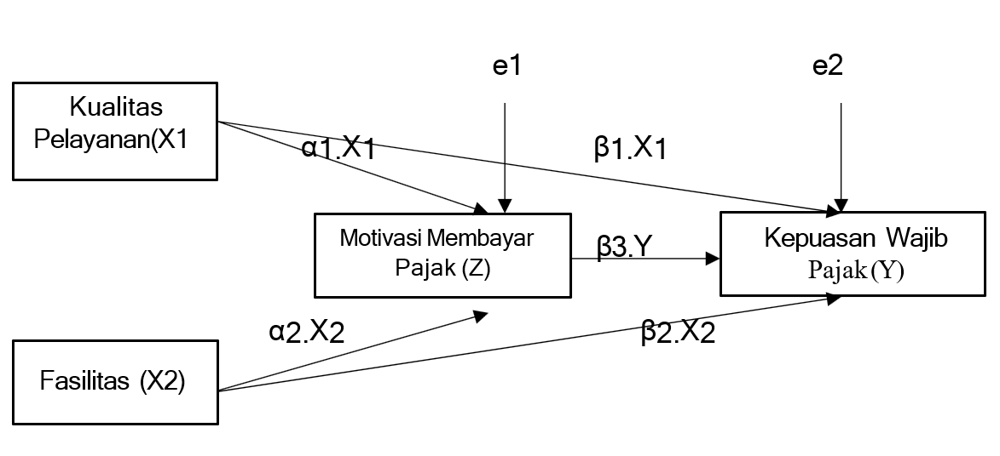 e1
e2
Kualitas
Pelayanan(X1
α1.X1
β1.X1
Motivasi Membayar
Pajak (Z)
β3.Y
Kepuasan Wajib
Pajak (Y)
α2.X2
β2.X2
Fasilitas (X2)